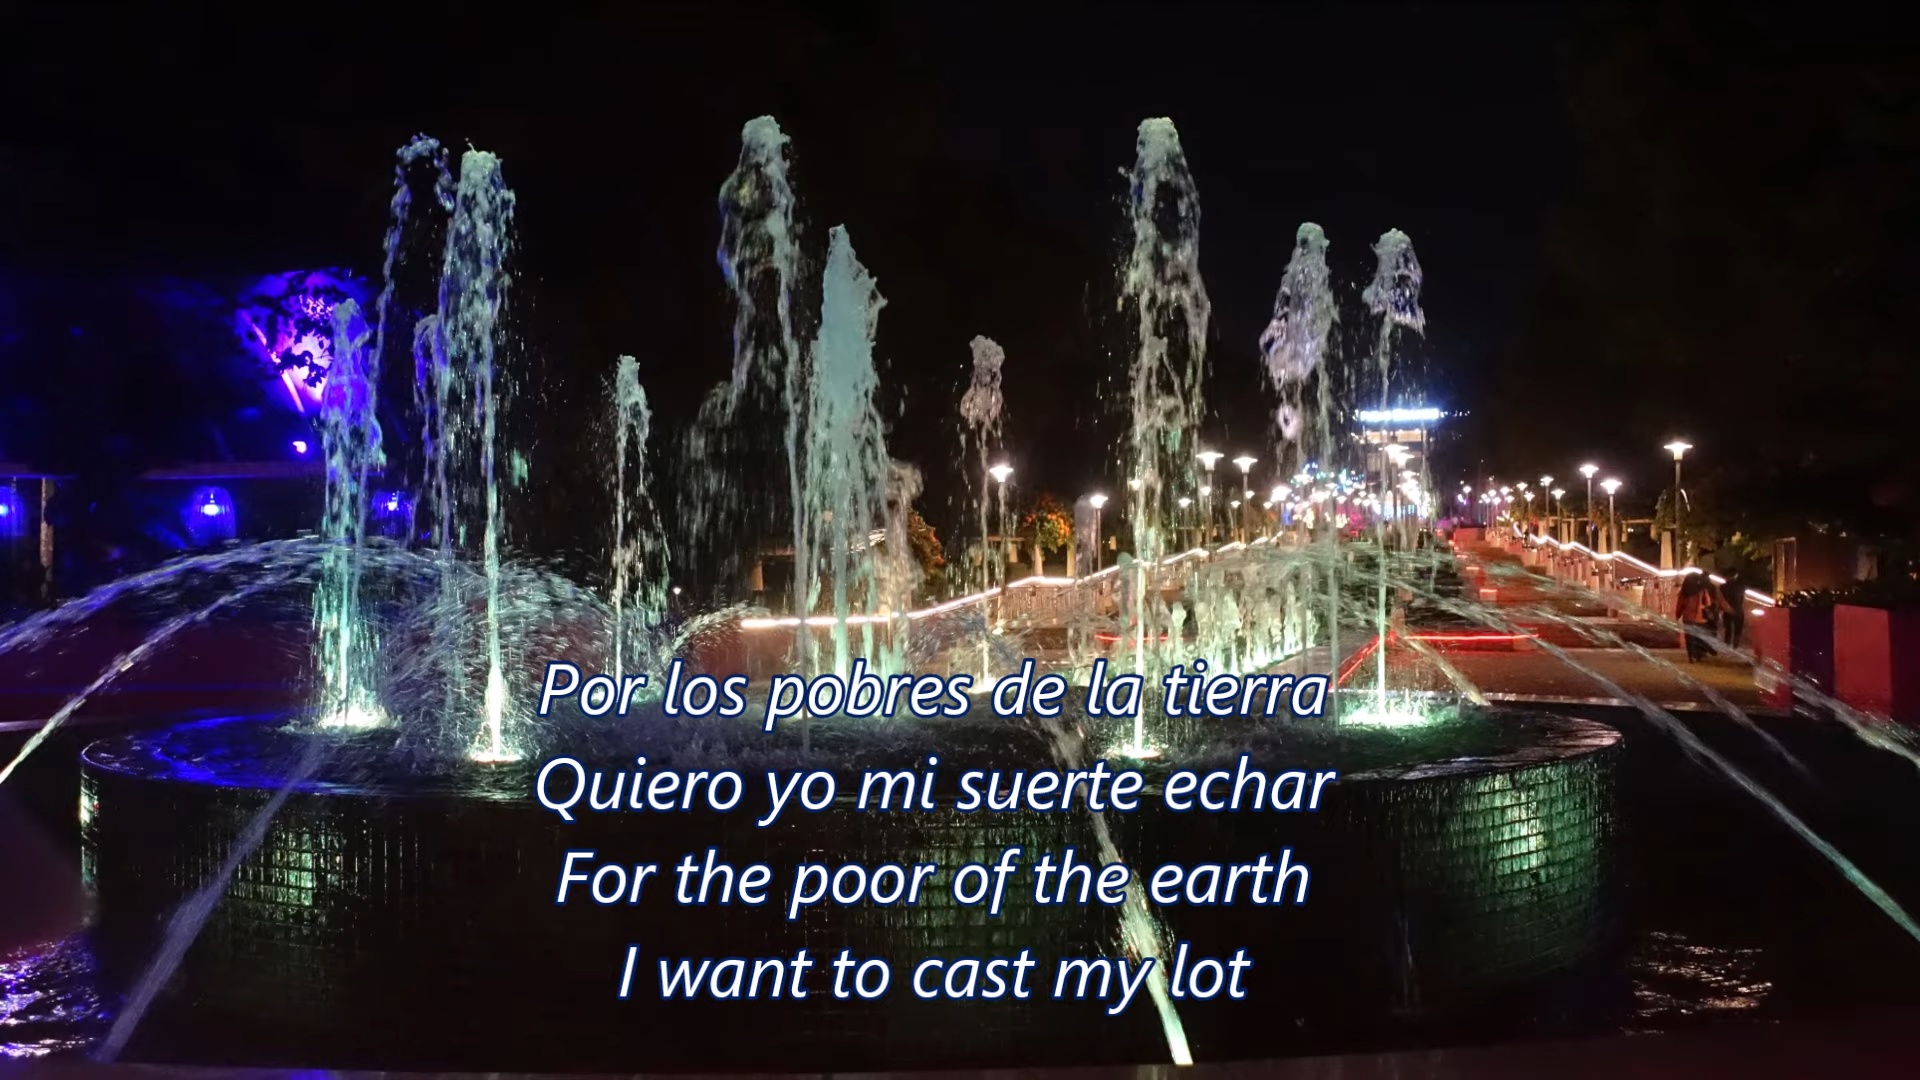 Por los pobres de la tierra
Quiero yo mi suerte echar
For the poor of the earth
I want to cast my lot